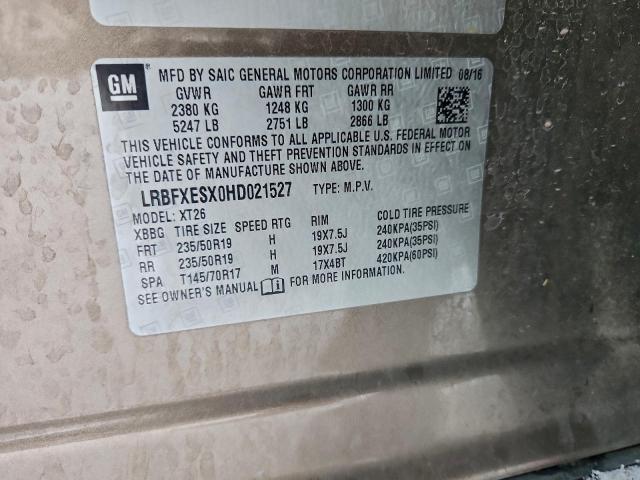 GM
MFD BY SAIC GENERAL MOTORS CORPORATION LIMITED 08/16
GVWR GAWR FRT GAWR RR
2380 KG 1248 KG 1300 KG
5247 LB 2751 LB 2866 LB
THIS VEHICLE CONFORMS TO ALL APPLICABLE U.S. FEDERAL MOTOR
VEHICLE SAFETY AND THEFT PREVENTION STANDARDS IN EFFECT ON
THE DATE OF MANUFACTURE SHOWN ABOVE.
LRBFXESX0HD021527 TYPE: M.P.V.
MODEL: XT26
XBBG TIRE SIZE SPEED RTG RIM COLD TIRE PRESSURE
FRT 235/50R19 H 19X7.5J 240KPA(35PSI)
RR 235/50R19 H 19X7.5J 240KPA(35PSI)
SPA T145/70R17 M 17X4BT 420KPA(60PSI)
SEE OWNER'S MANUAL FOR MORE INFORMATION.